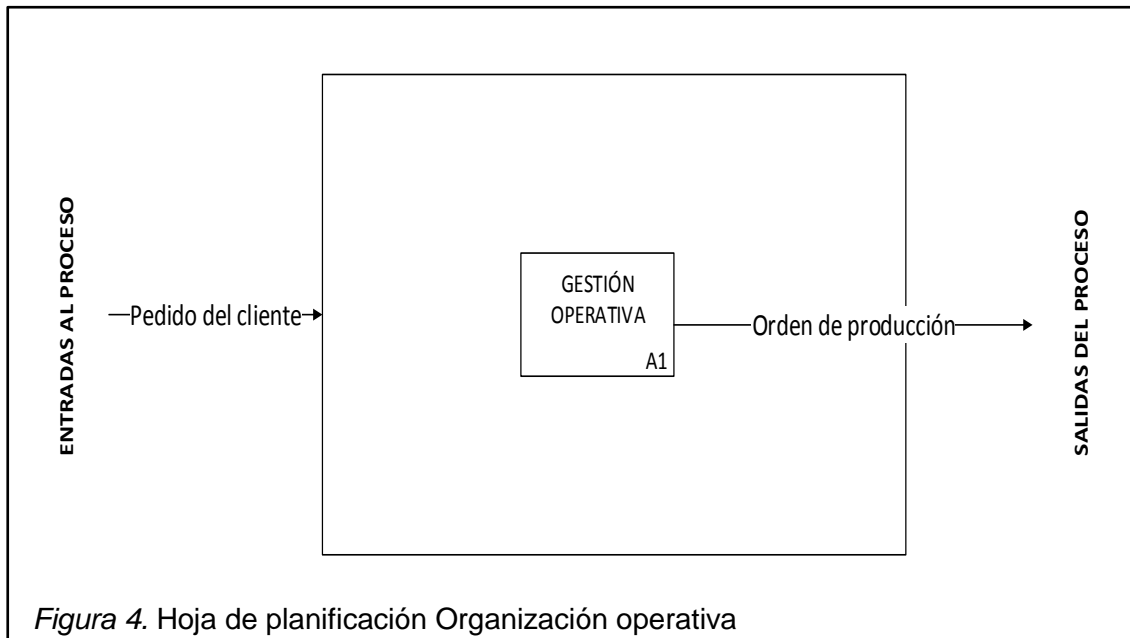 ENTRADAS AL PROCESO
Pedido del cliente
GESTIÓN
OPERATIVA
A1
Orden de producción
SALIDAS DEL PROCESO
Figura 4. Hoja de planificación Organización operativa